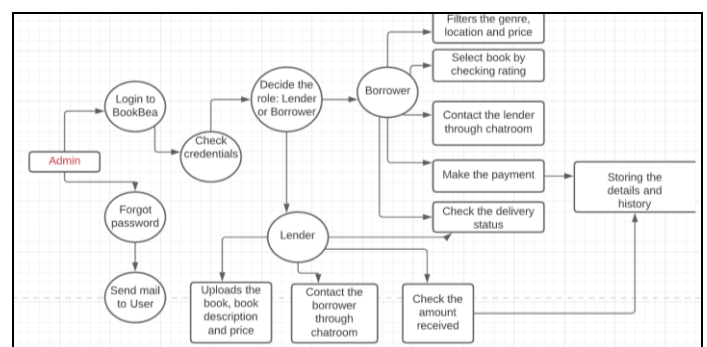 Filters the genre,
location and price
Select book by
checking rating
Login to
BookBea
Decide the
role: Lender
or Borrower
Borrower
Contact the lender
through chatroom
Check
credentials
Admin
Make the payment
Storing the
details and
history
Forgot
password
Check the delivery
status
Lender
Send mail
to User
Uploads the
book, book
description
and price
Contact the
borrower
through
chatroom
Check the
amount
received